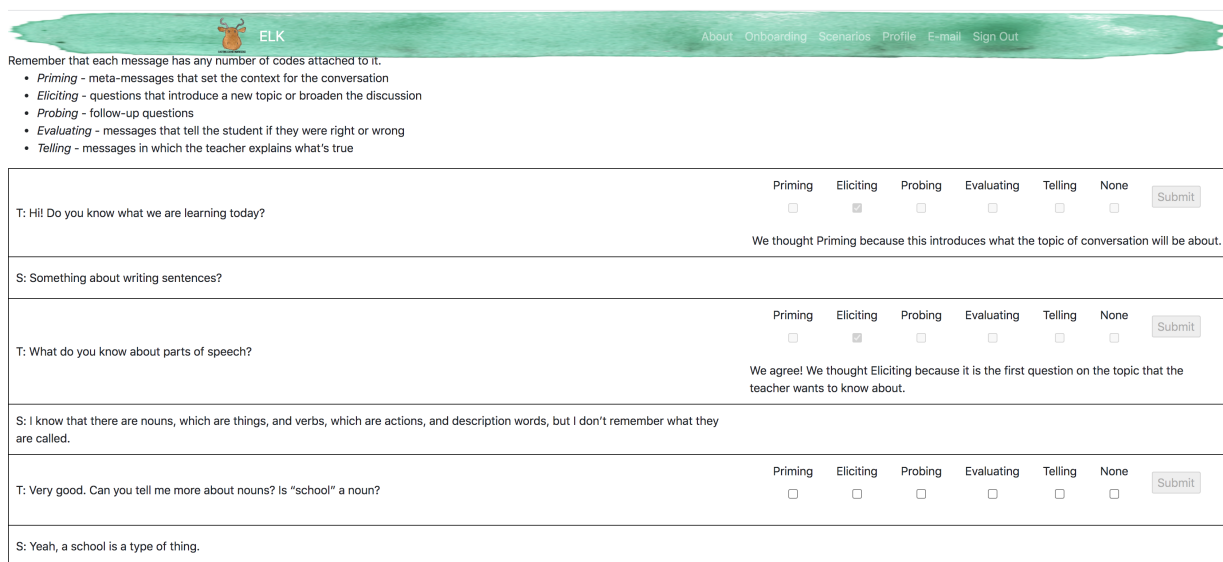 ELK
About Onboarding Scenarios Profile E-mail Sign Out
Remember that each message has any number of codes attached to it.
• Priming - meta-messages that set the context for the conversation
• Eliciting - questions that introduce a new topic or broaden the discussion
• Probing - follow-up questions
• Evaluating - messages that tell the student if they were right or wrong
• Telling - messages in which the teacher explains what's true
T: Hi! Do you know what we are learning today?
Priming Eliciting Probing Evaluating Telling None
Submit
We thought Priming because this introduces what the topic of conversation will be about.
S: Something about writing sentences?
T: What do you know about parts of speech?
Priming Eliciting Probing Evaluating Telling None
Submit
We agree! We thought Eliciting because it is the first question on the topic that the
teacher wants to know about.
S: I know that there are nouns, which are things, and verbs, which are actions, and description words, but I don't remember what they
are called.
T: Very good. Can you tell me more about nouns? Is “school” a noun?
Priming Eliciting Probing Evaluating Telling None
Submit
S: Yeah, a school is a type of thing.